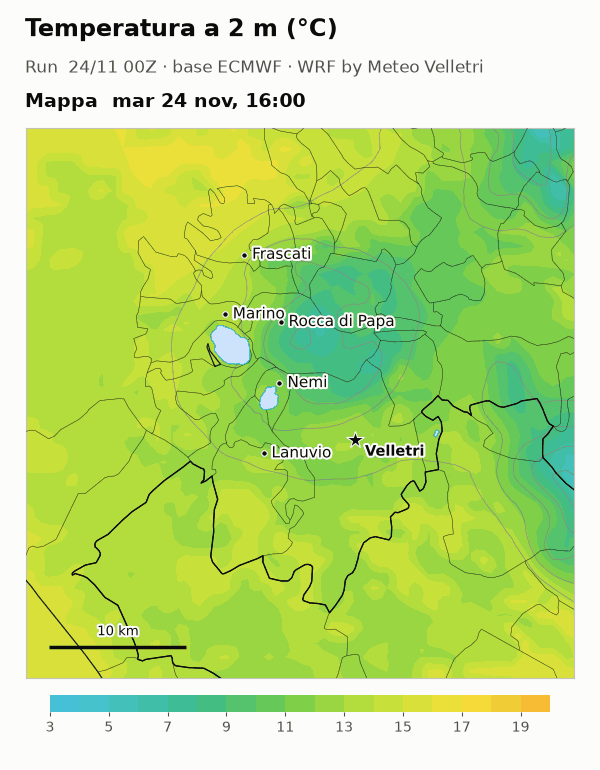 Temperatura a 2 m (°C)
Run  24/11 00Z · base ECMWF · WRF by Meteo Velletri
Mappa  mar 24 nov, 16:00
Frascati
Marino
Rocca di Papa
Nemi
Velletri
Lanuvio
10 km
3 5 7 9 11 13 15 17 19